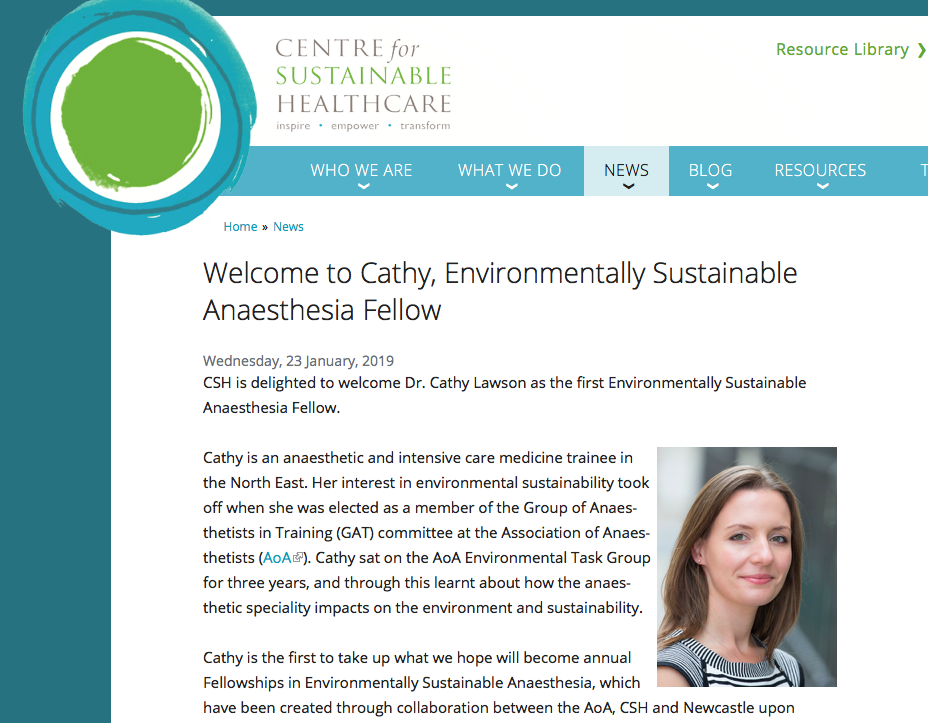 CENTRE for
SUSTAINABLE
HEALTHCARE
inspire • empower • transform
Resource Library ❯
WHO WE ARE
WHAT WE DO
NEWS
BLOG
RESOURCES
T
Home » News
Welcome to Cathy, Environmentally Sustainable
Anaesthesia Fellow
Wednesday, 23 January, 2019
CSH is delighted to welcome Dr. Cathy Lawson as the first Environmentally Sustainable
Anaesthesia Fellow.
Cathy is an anaesthetic and intensive care medicine trainee in
the North East. Her interest in environmental sustainability took
off when she was elected as a member of the Group of Anaes-
thetists in Training (GAT) committee at the Association of Anaes-
thetists (AoA). Cathy sat on the AoA Environmental Task Group
for three years, and through this learnt about how the anaes-
thetic speciality impacts on the environment and sustainability.
Cathy is the first to take up what we hope will become annual
Fellowships in Environmentally Sustainable Anaesthesia, which
have been created through collaboration between the AoA, CSH and Newcastle upon